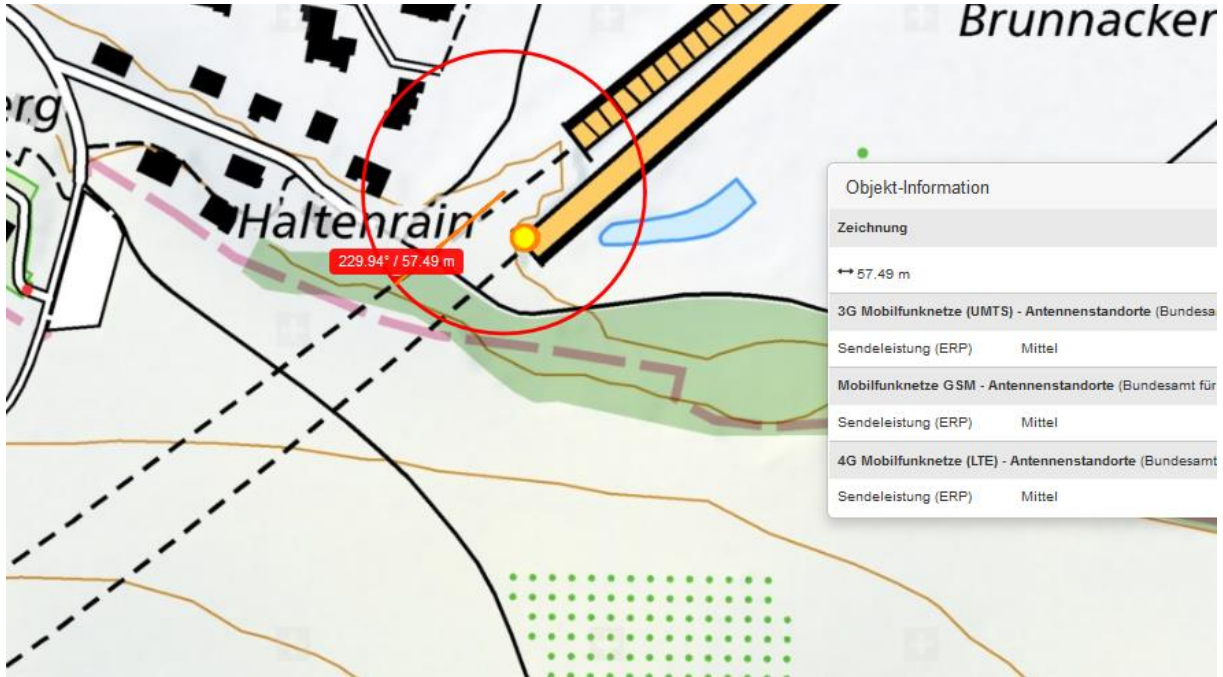 Brunnacker
rg
Haltenrain
229.94° / 57.49 m
Objekt-Information
Zeichnung
↔ 57.49 m
3G Mobilfunknetze (UMTS) - Antennenstandorte (Bundesa
Sendeleistung (ERP) Mittel
Mobilfunknetze GSM - Antennenstandorte (Bundesamt für
Sendeleistung (ERP) Mittel
4G Mobilfunknetze (LTE) - Antennenstandorte (Bundesamt
Sendeleistung (ERP) Mittel